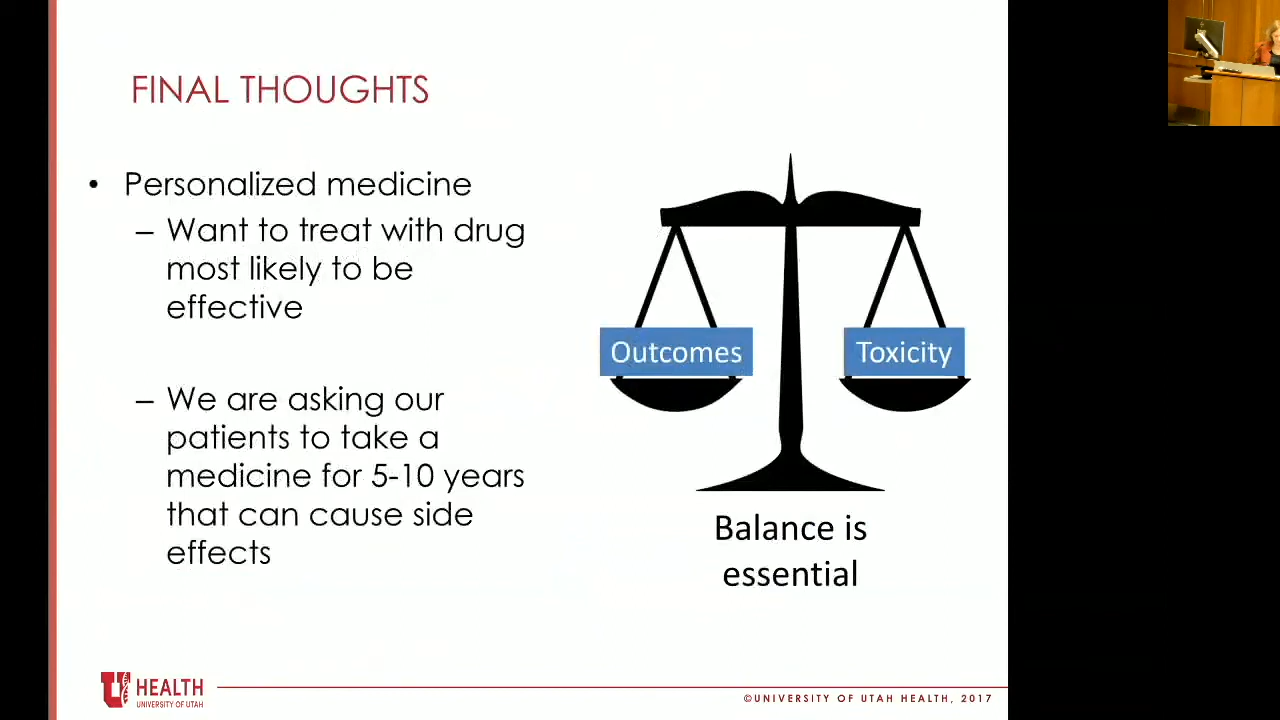 FINAL THOUGHTS
• Personalized medicine
– Want to treat with drug
most likely to be
effective
– We are asking our
patients to take a
medicine for 5-10 years
that can cause side
effects
Outcomes
Toxicity
Balance is
essential
U HEALTH
UNIVERSITY OF UTAH
©UNIVERSITY OF UTAH HEALTH, 2017